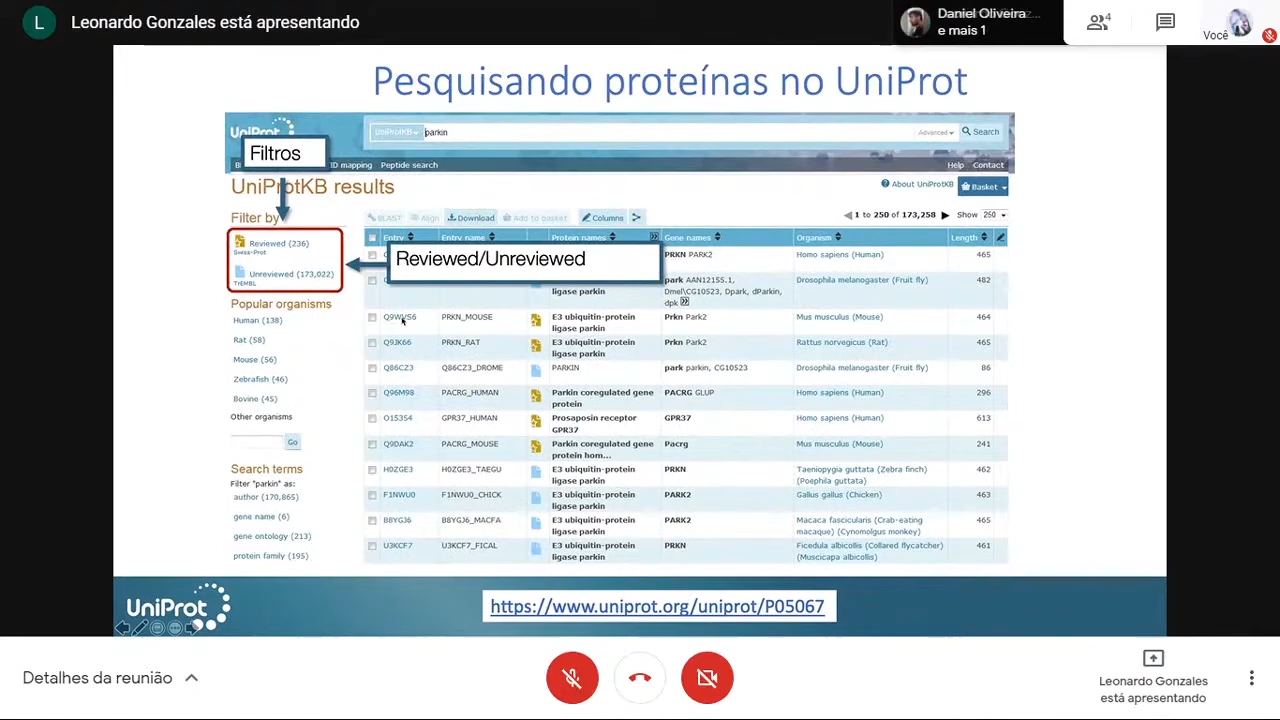 L
Leonardo Gonzales está apresentando
Daniel Oliveira
e mais 1
4
Você
Pesquisando proteínas no UniProt
UniProt
UniProtKB
parkin
Advanced
Search
Filtros
ID mapping
Peptide search
Help
Contact
UniProtKB results
About UniProtKB
Basket
Filter by
BLAST
Align
Download
Add to basket
Columns
1 to 250 of 173,258
Show 250
Reviewed (236)
Swiss-Prot
Unreviewed (173,022)
TrEMBL
Popular organisms
Human (138)
Rat (58)
Mouse (56)
Zebrafish (46)
Bovine (45)
Other organisms
Go
Search terms
Filter "parkin" as:
author (170,865)
gene name (6)
gene ontology (213)
protein family (195)
Entry Entry name Protein names Gene names Organism Length
Reviewed/Unreviewed
PRKN PARK2 Homo sapiens (Human) 465
ligase parkin park AAN12155.1, Drosophila melanogaster (Fruit fly) 482
Dmel\CG10523, Dpark, dParkin,
dpk
Q9WVS6 PRKN_MOUSE E3 ubiquitin-protein Prkn Park2 Mus musculus (Mouse) 464
ligase parkin
Q9JK66 PRKN_RAT E3 ubiquitin-protein Prkn Park2 Rattus norvegicus (Rat) 465
ligase parkin
Q86CZ3 Q86CZ3_DROME PARKIN park parkin, CG10523 Drosophila melanogaster (Fruit fly) 86
Q96M98 PACRG_HUMAN Parkin coregulated gene PACRG GLUP Homo sapiens (Human) 296
protein
O15354 GPR37_HUMAN Prosaposin receptor GPR37 Homo sapiens (Human) 613
GPR37
Q9DAK2 PACRG_MOUSE Parkin coregulated gene Pacrg Mus musculus (Mouse) 241
protein hom...
H0ZGE3 H0ZGE3_TAEGU E3 ubiquitin-protein PRKN Taeniopygia guttata (Zebra finch) 462
ligase parkin (Poephila guttata)
F1NWU0 F1NWU0_CHICK E3 ubiquitin-protein PARK2 Gallus gallus (Chicken) 463
ligase parkin
B8YGJ6 B8YGJ6_MACFA E3 ubiquitin-protein PARK2 Macaca fascicularis (Crab-eating 465
ligase parkin macaque) (Cynomolgus monkey)
U3KCF7 U3KCF7_FICAL E3 ubiquitin-protein PRKN Ficedula albicollis (Collared flycatcher) 461
ligase parkin (Muscicapa albicollis)
UniProt
https://www.uniprot.org/uniprot/P05067
Detalhes da reunião
Leonardo Gonzales
está apresentando